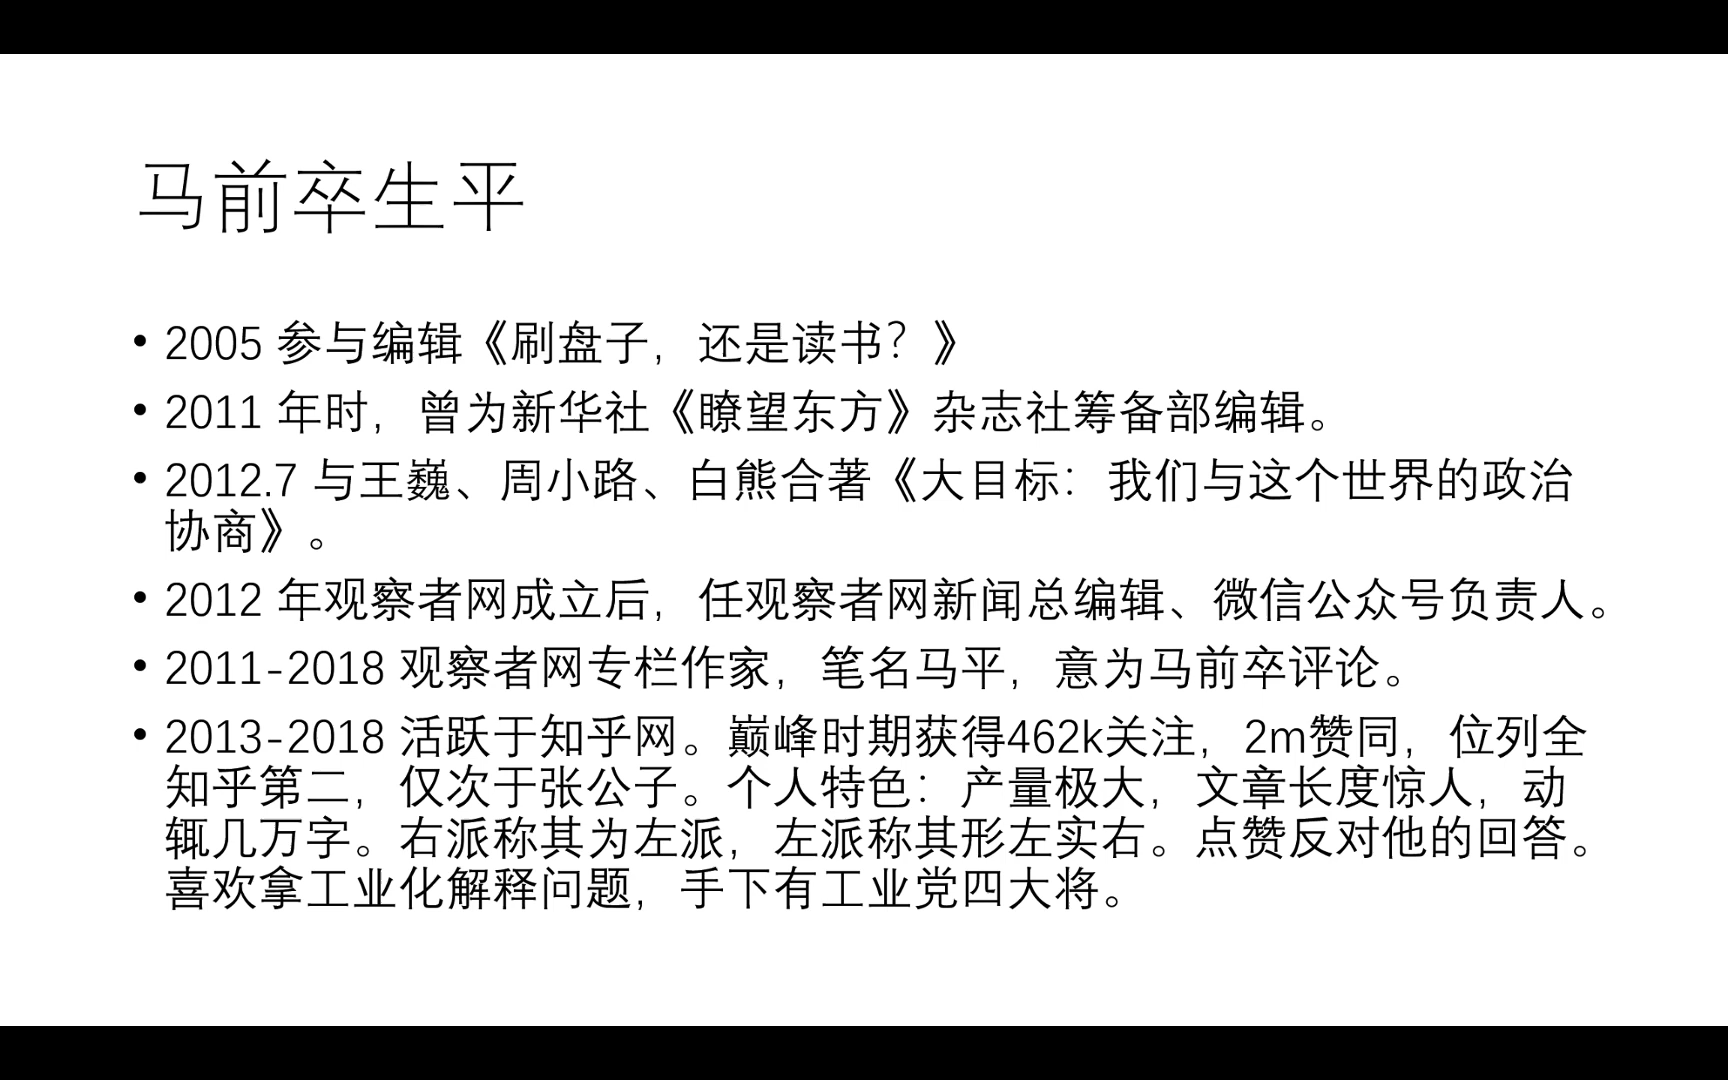 马前卒生平
• 2005 参与编辑《刷盘子，还是读书？》
• 2011 年时，曾为新华社《瞭望东方》杂志社筹备部编辑。
• 2012.7 与王巍、周小路、白熊合著《大目标：我们与这个世界的政治
协商》。
• 2012 年观察者网成立后，任观察者网新闻总编辑、微信公众号负责人。
• 2011-2018 观察者网专栏作家，笔名马平，意为马前卒评论。
• 2013-2018 活跃于知乎网。巅峰时期获得462k关注，2m赞同，位列全
知乎第二，仅次于张公子。个人特色：产量极大，文章长度惊人，动
辄几万字。右派称其为左派，左派称其形左实右。点赞反对他的回答。
喜欢拿工业化解释问题，手下有工业党四大将。